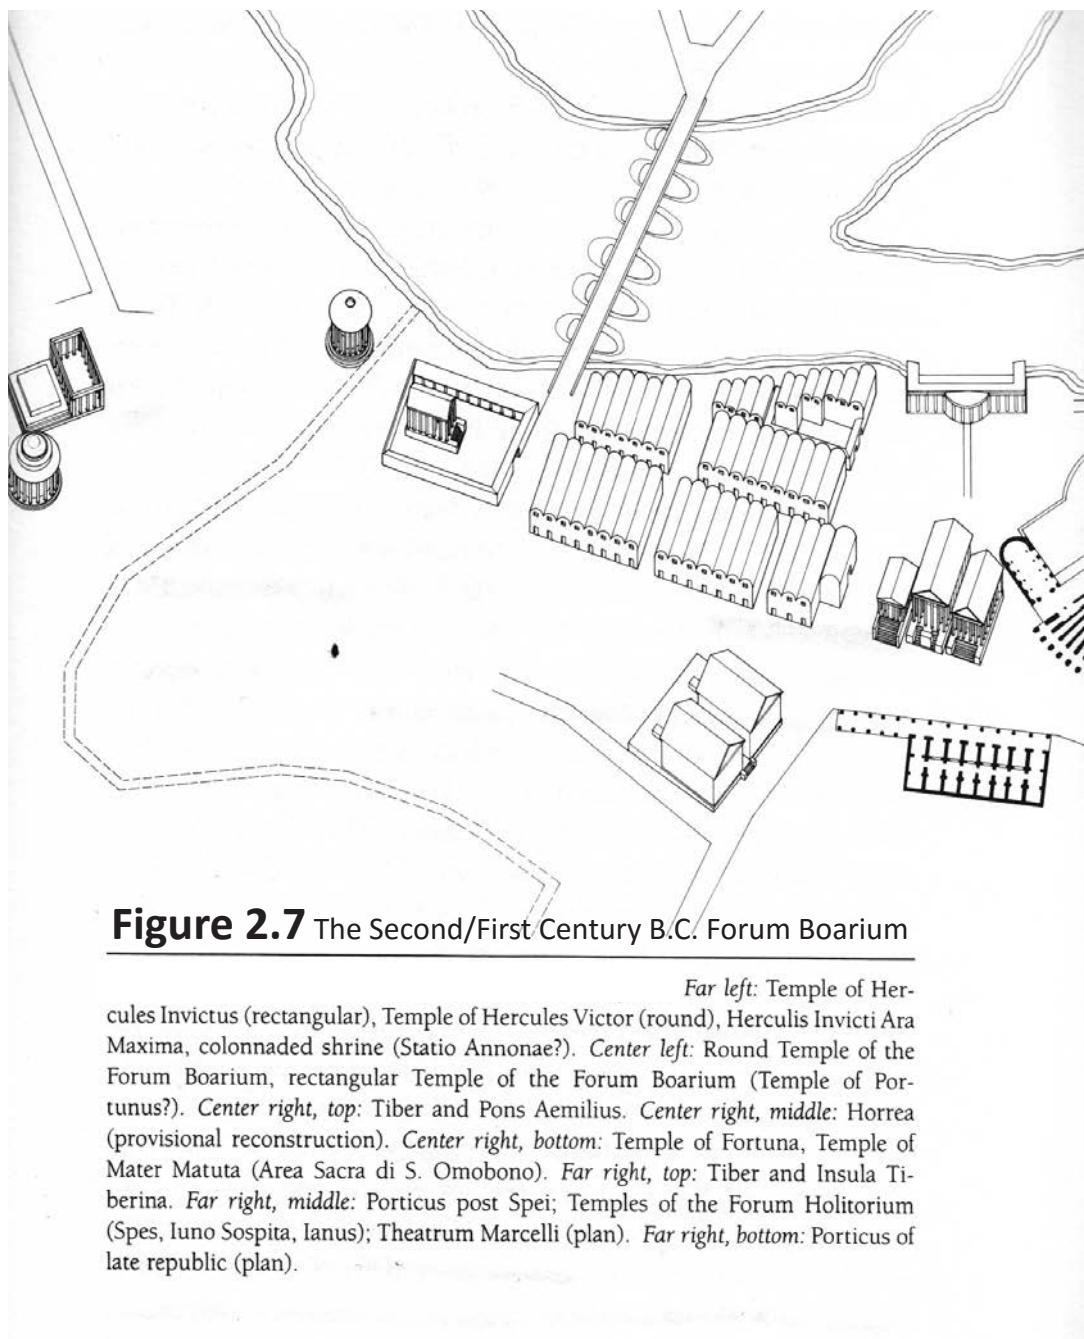 Figure 2.7 The Second/First Century B.C. Forum Boarium
Far left: Temple of Her-
cules Invictus (rectangular), Temple of Hercules Victor (round), Herculis Invicti Ara
Maxima, colonnaded shrine (Statio Annonae?). Center left: Round Temple of the
Forum Boarium, rectangular Temple of the Forum Boarium (Temple of Por-
tunus?). Center right, top: Tiber and Pons Aemilius. Center right, middle: Horrea
(provisional reconstruction). Center right, bottom: Temple of Fortuna, Temple of
Mater Matuta (Area Sacra di S. Omobono). Far right, top: Tiber and Insula Ti-
berina. Far right, middle: Porticus post Spei; Temples of the Forum Holitorium
(Spes, Iuno Sospita, Ianus); Theatrum Marcelli (plan). Far right, bottom: Porticus of
late republic (plan).